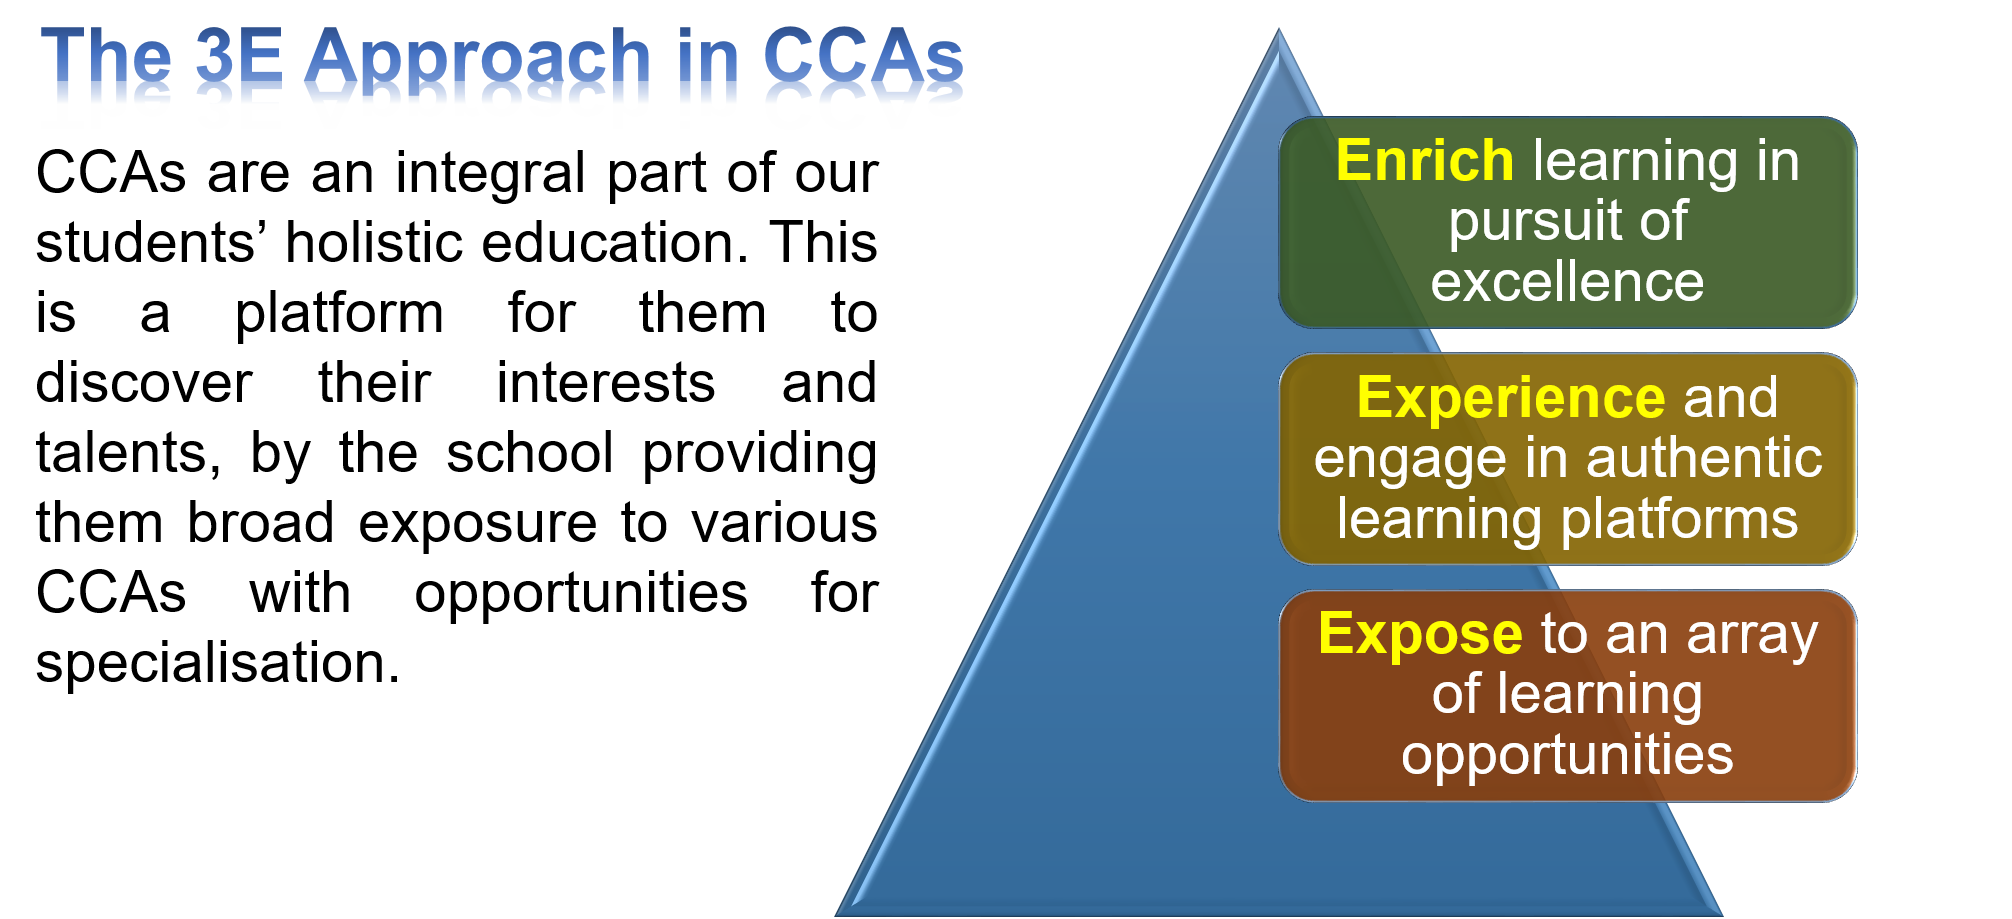 The 3E Approach in CCAs
CCAs are an integral part of our
students’ holistic education. This
is a platform for them to
discover their interests and
talents, by the school providing
them broad exposure to various
CCAs with opportunities for
specialisation.
Enrich learning in
pursuit of
excellence
Experience and
engage in authentic
learning platforms
Expose to an array
of learning
opportunities